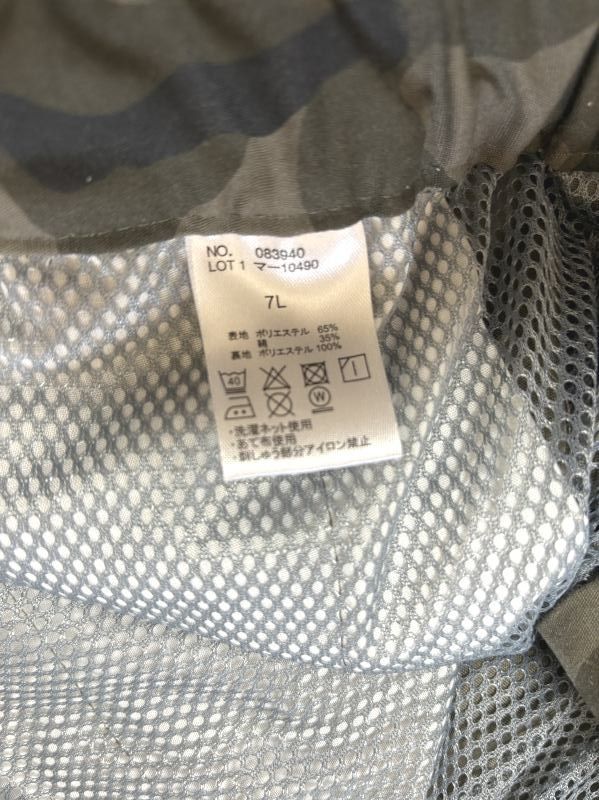 NO. 083940
LOT 1 マー10490
7L
表地 ポリエステル 65%
綿 35%
裏地 ポリエステル 100%
40
W
・洗濯ネット使用
・あて布使用
・刺しゅう部分アイロン禁止